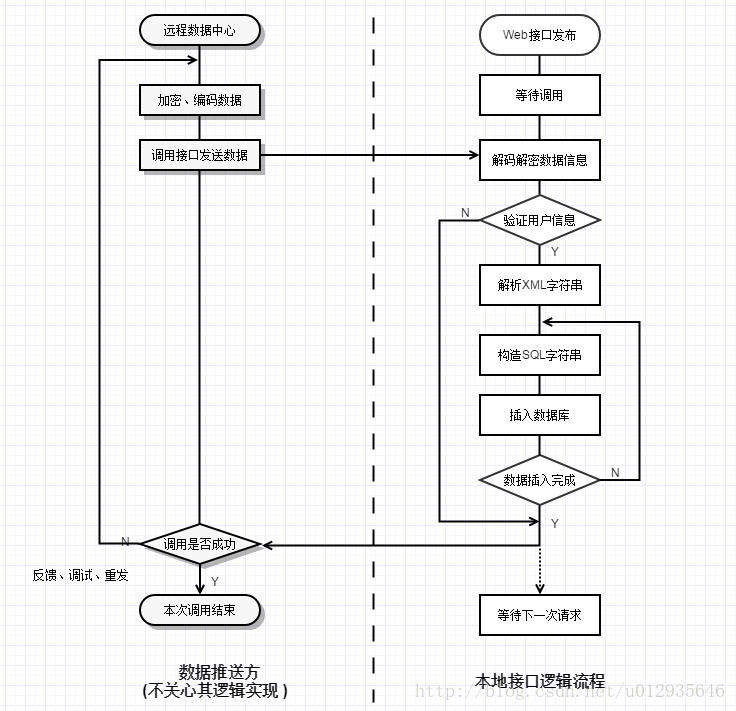 远程数据中心
加密、编码数据
调用接口发送数据
调用是否成功
N
Y
反馈、调试、重发
本次调用结束
数据推送方
(不关心其逻辑实现)
Web接口发布
等待调用
解码解密数据信息
验证用户信息
N
Y
解析XML字符串
构造SQL字符串
插入数据库
数据插入完成
N
Y
等待下一次请求
本地接口逻辑流程
http://blog.csdn.net/u012935646